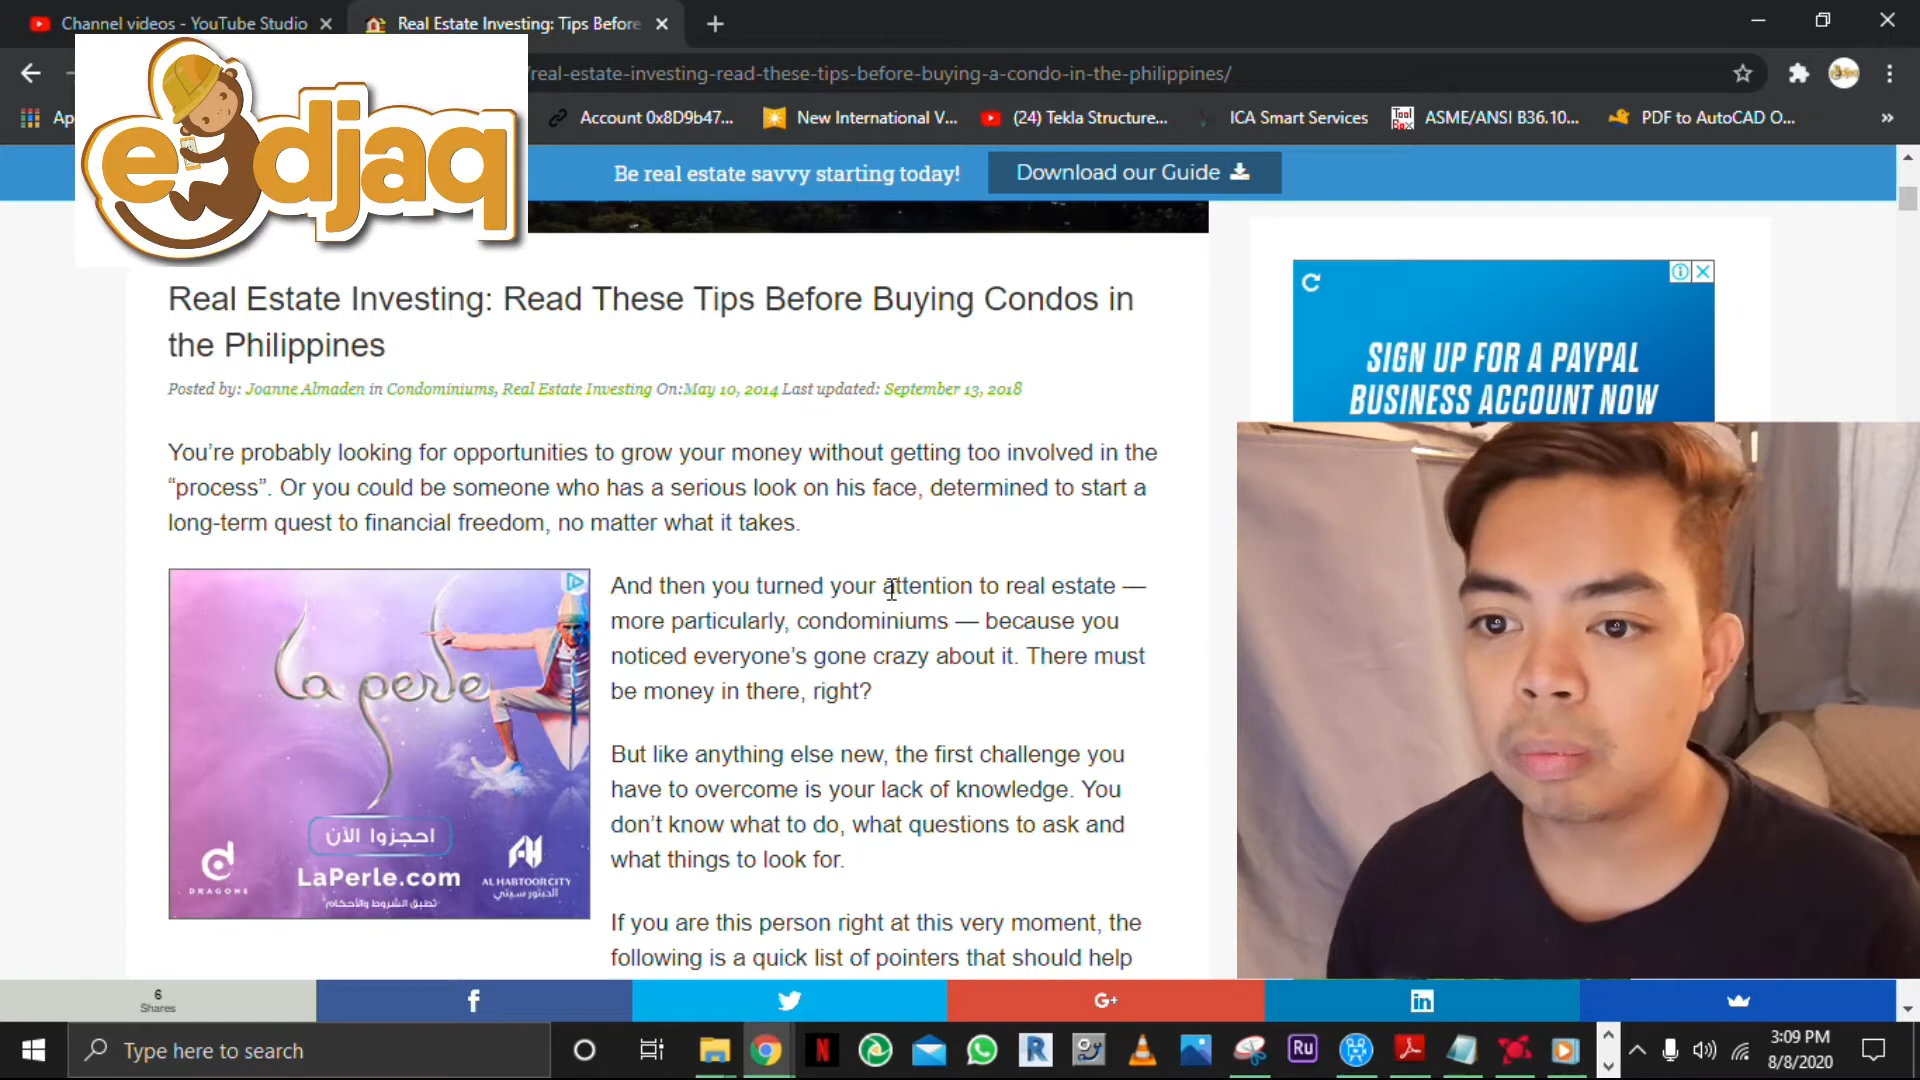 Channel videos - YouTube Studio
Real Estate Investing: Tips Before
/real-estate-investing-read-these-tips-before-buying-a-condo-in-the-philippines/
Ap
Account 0x8D9b47...
New International V...
(24) Tekla Structure...
ICA Smart Services
Tool Box
ASME/ANSI B36.10...
PDF to AutoCAD O...
»
edjaq
Be real estate savvy starting today!
Download our Guide
Real Estate Investing: Read These Tips Before Buying Condos in
the Philippines
Posted by: Joanne Almaden in Condominiums, Real Estate Investing On:May 10, 2014 Last updated: September 13, 2018
SIGN UP FOR A PAYPAL
BUSINESS ACCOUNT NOW
You’re probably looking for opportunities to grow your money without getting too involved in the
“process”. Or you could be someone who has a serious look on his face, determined to start a
long-term quest to financial freedom, no matter what it takes.
And then you turned your attention to real estate —
more particularly, condominiums — because you
noticed everyone’s gone crazy about it. There must
be money in there, right?
But like anything else new, the first challenge you
have to overcome is your lack of knowledge. You
don’t know what to do, what questions to ask and
what things to look for.
If you are this person right at this very moment, the
following is a quick list of pointers that should help
la perle
احجزوا الآن
LaPerle.com
DRAGONE
AL HABTOOR CITY
الحبتور سيتي
*تطبق الشروط والأحكام
6
Shares
f
G+
in
Type here to search
N
R
Ru
3:09 PM
8/8/2020